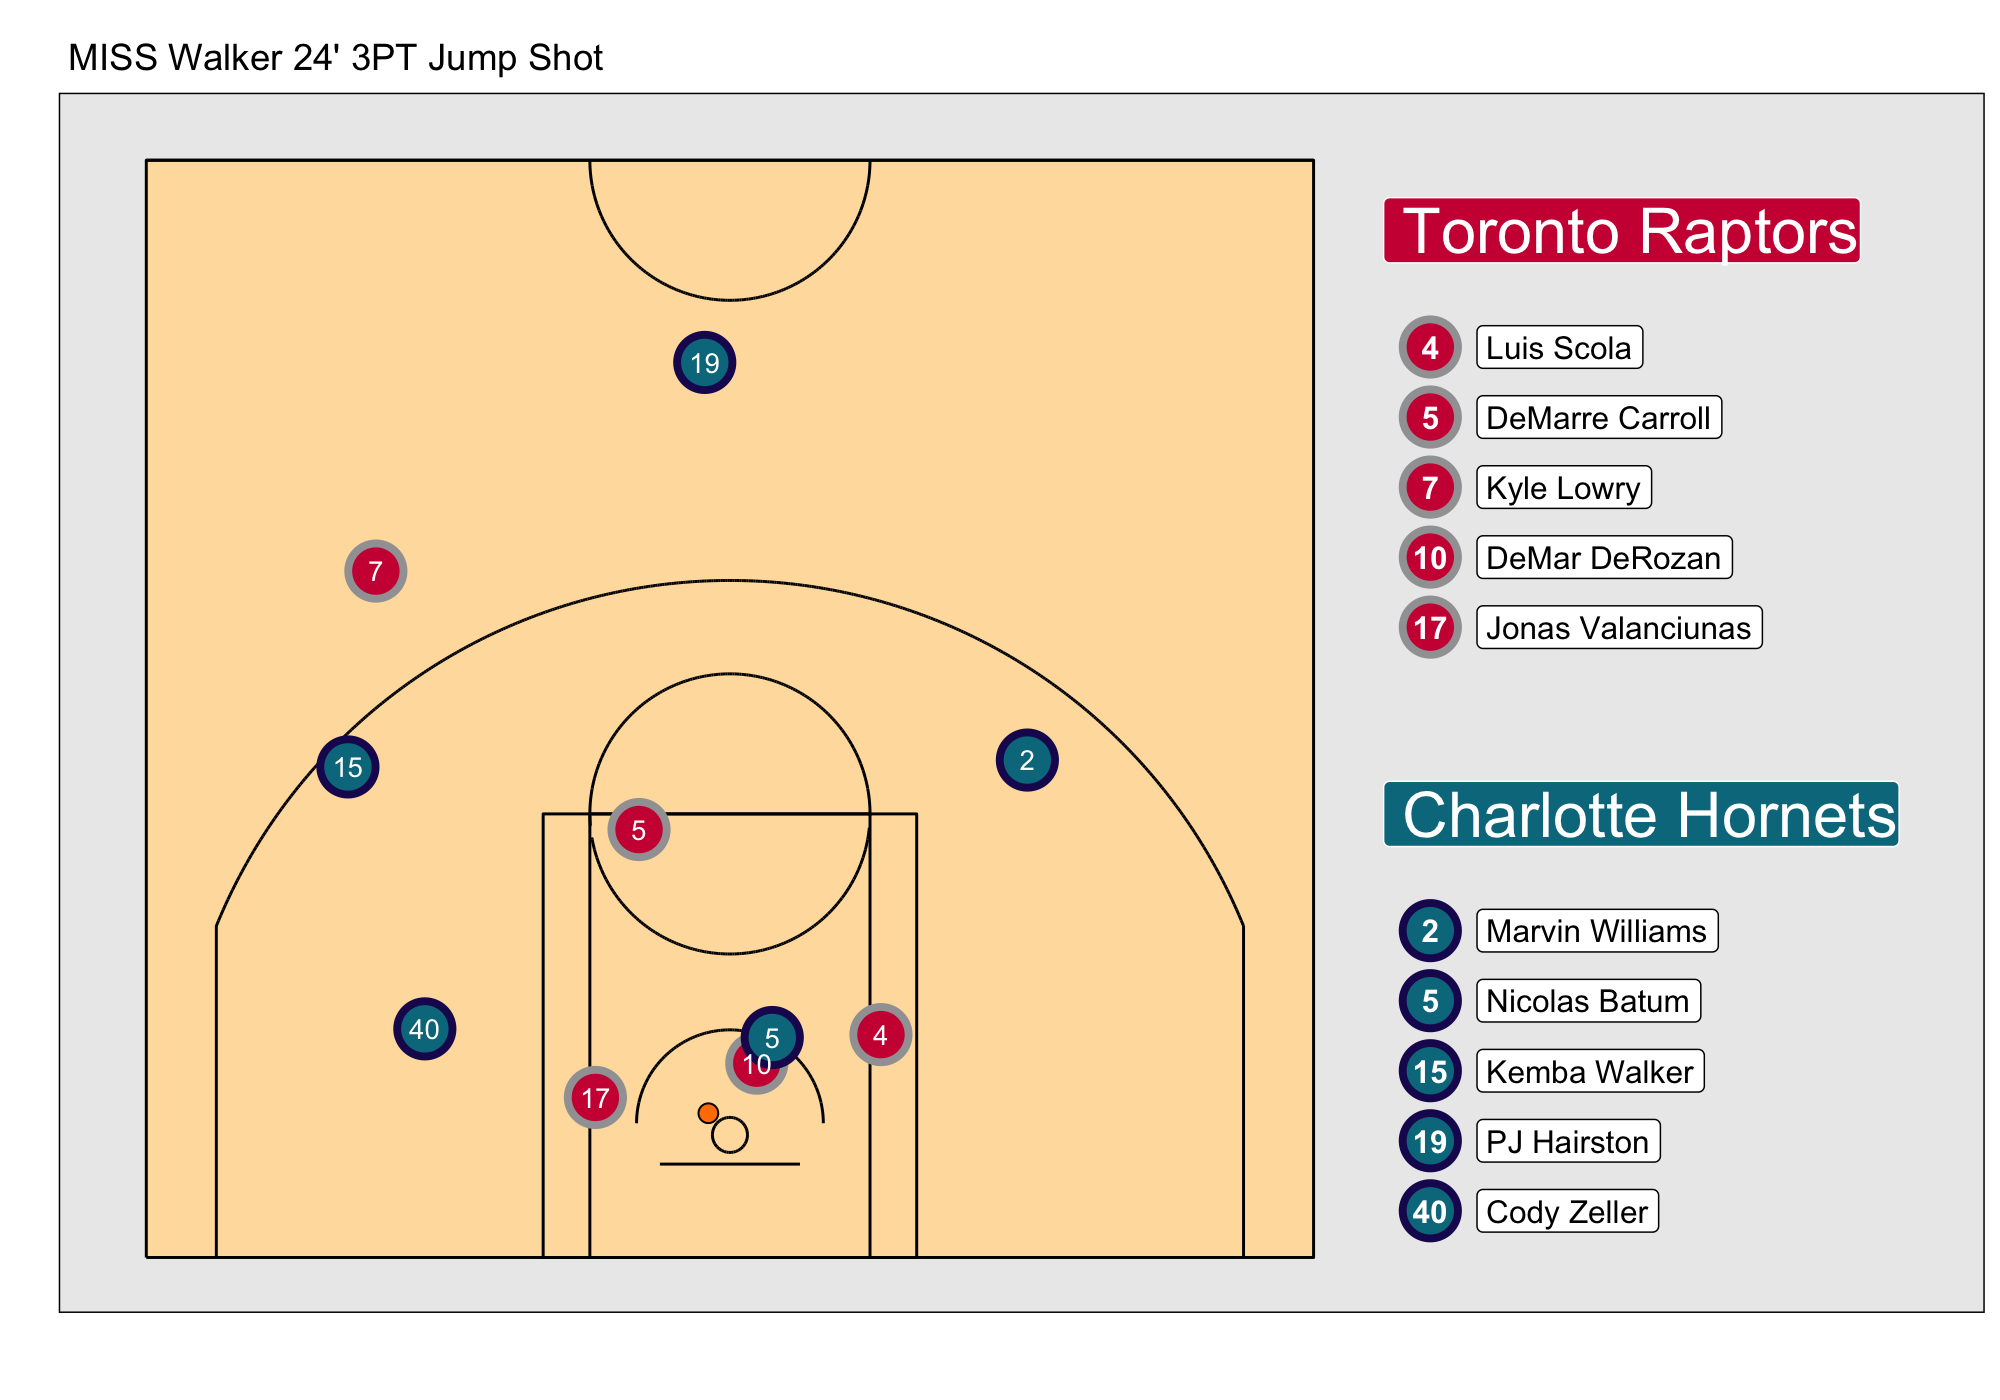 MISS Walker 24' 3PT Jump Shot
Toronto Raptors
4 Luis Scola
5 DeMarre Carroll
7 Kyle Lowry
10 DeMar DeRozan
17 Jonas Valanciunas
Charlotte Hornets
2 Marvin Williams
5 Nicolas Batum
15 Kemba Walker
19 PJ Hairston
40 Cody Zeller
19
7
15
2
5
40
5
4
10
17